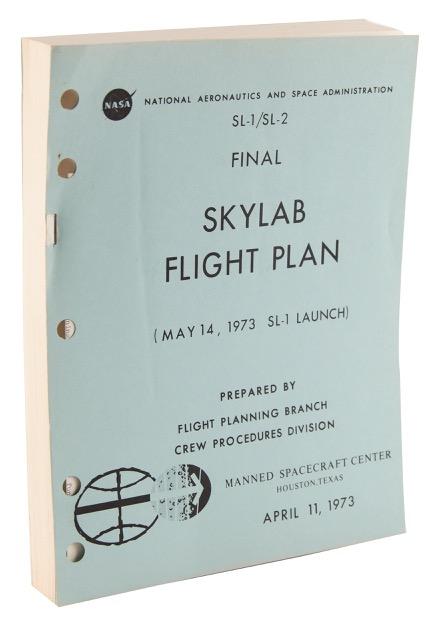 NASA
NATIONAL AERONAUTICS AND SPACE ADMINISTRATION
SL-1/SL-2
FINAL
SKYLAB
FLIGHT PLAN
(MAY 14, 1973 SL-1 LAUNCH)
PREPARED BY
FLIGHT PLANNING BRANCH
CREW PROCEDURES DIVISION
MANNED SPACECRAFT CENTER
HOUSTON, TEXAS
APRIL 11, 1973